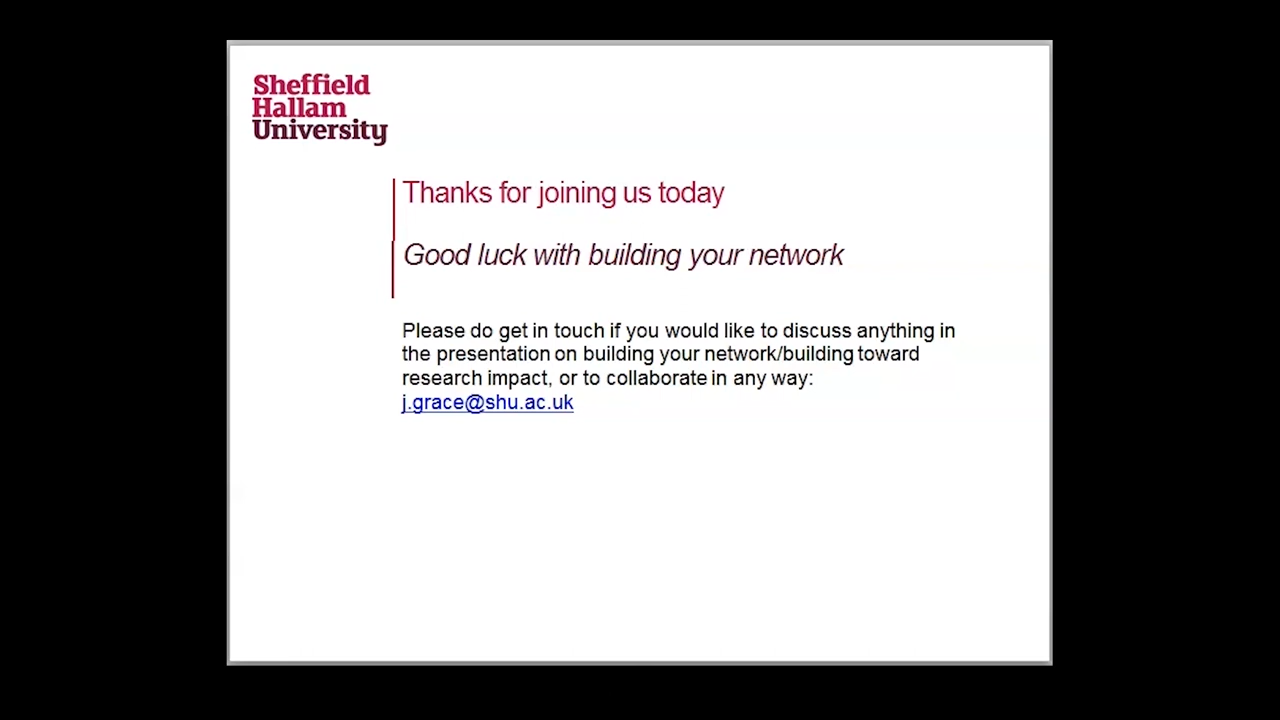 Sheffield
Hallam
University
Thanks for joining us today
Good luck with building your network
Please do get in touch if you would like to discuss anything in
the presentation on building your network/building toward
research impact, or to collaborate in any way:
j.grace@shu.ac.uk